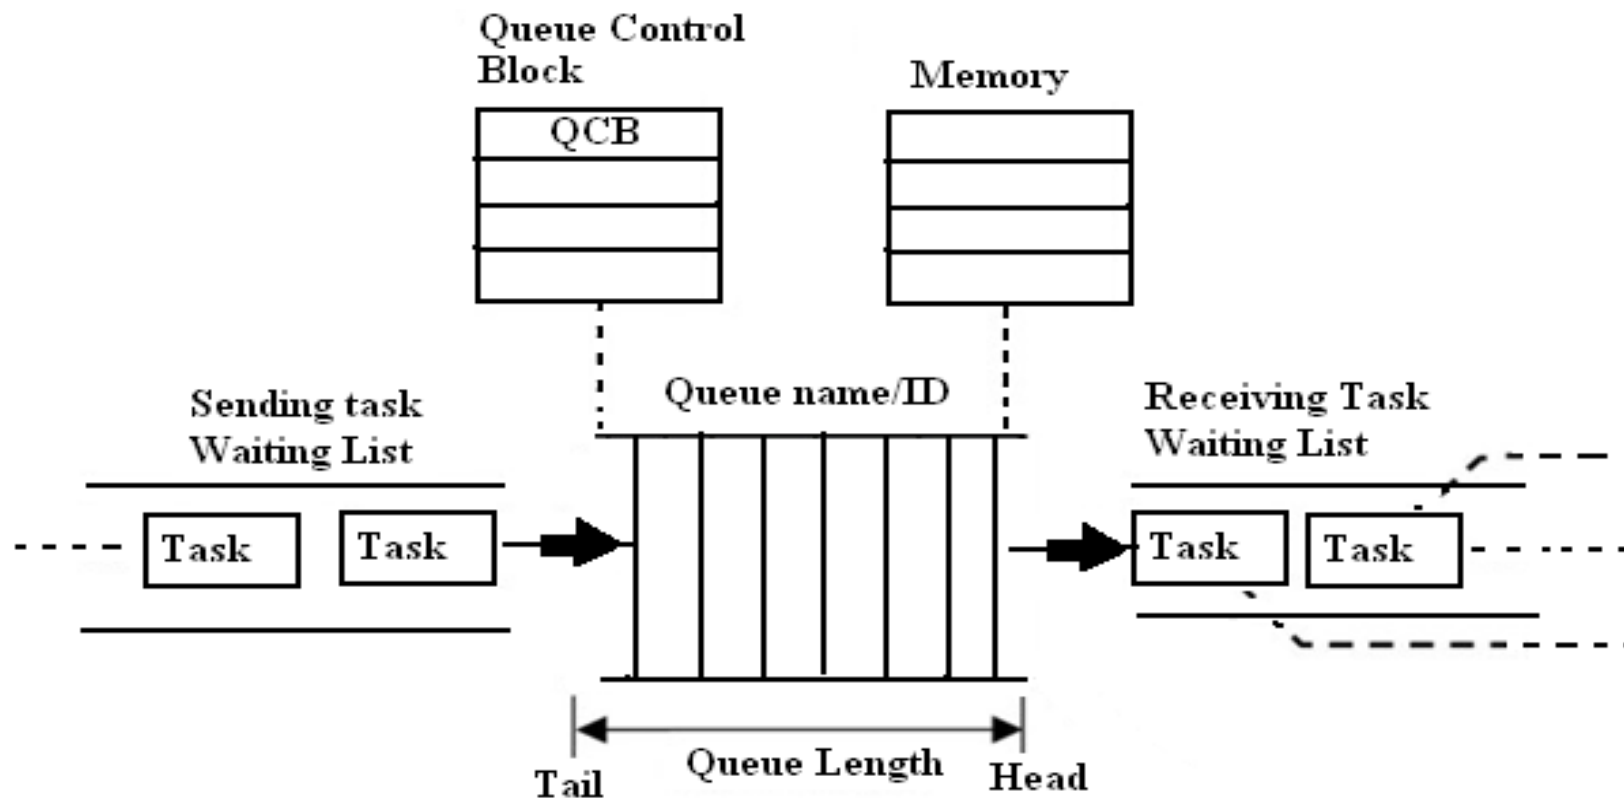 Queue Control
Block
Memory
QCB
Queue name/ID
Sending task
Waiting List
Receiving Task
Waiting List
Task
Task
Task
Task
Queue Length
Tail
Head